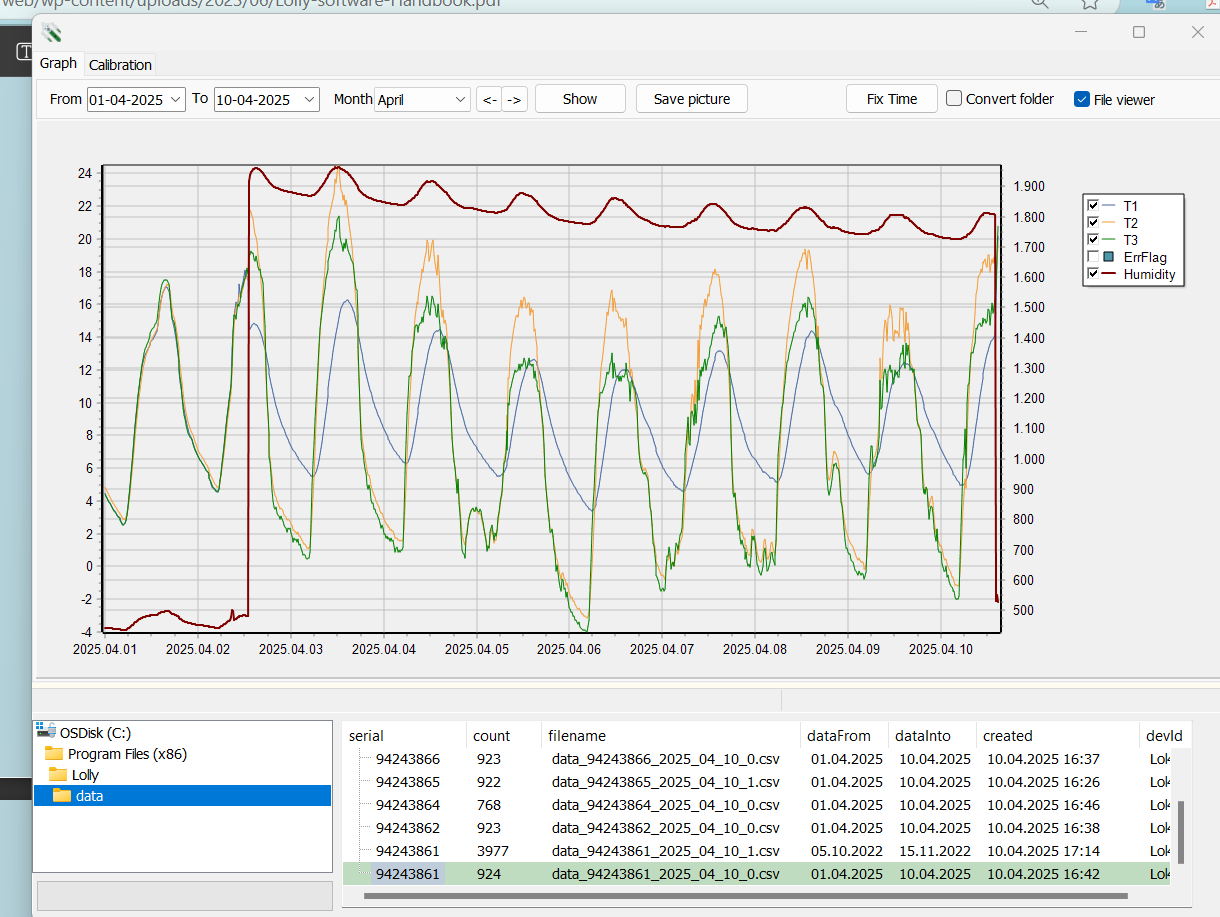 web/wp-content/uploads/2025/06/Lolly-software-Handbook.pdf
Graph Calibration
From 01-04-2025 To 10-04-2025 Month April <- -> Show Save picture Fix Time Convert folder File viewer
24
22
20
18
16
14
12
10
8
6
4
2
0
-2
-4
1.900
1.800
1.700
1.600
1.500
1.400
1.300
1.200
1.100
1.000
900
800
700
600
500
T1
T2
T3
ErrFlag
Humidity
2025.04.01 2025.04.02 2025.04.03 2025.04.04 2025.04.05 2025.04.06 2025.04.07 2025.04.08 2025.04.09 2025.04.10
OSDisk (C:)
Program Files (x86)
Lolly
data
serial count filename dataFrom dataInto created devId
94243866 923 data_94243866_2025_04_10_0.csv 01.04.2025 10.04.2025 10.04.2025 16:37
94243865 922 data_94243865_2025_04_10_1.csv 01.04.2025 10.04.2025 10.04.2025 16:26
94243864 768 data_94243864_2025_04_10_0.csv 01.04.2025 10.04.2025 10.04.2025 16:46
94243862 923 data_94243862_2025_04_10_0.csv 01.04.2025 10.04.2025 10.04.2025 16:38
94243861 3977 data_94243861_2025_04_10_1.csv 05.10.2022 15.11.2022 10.04.2025 17:14
94243861 924 data_94243861_2025_04_10_0.csv 01.04.2025 10.04.2025 10.04.2025 16:42